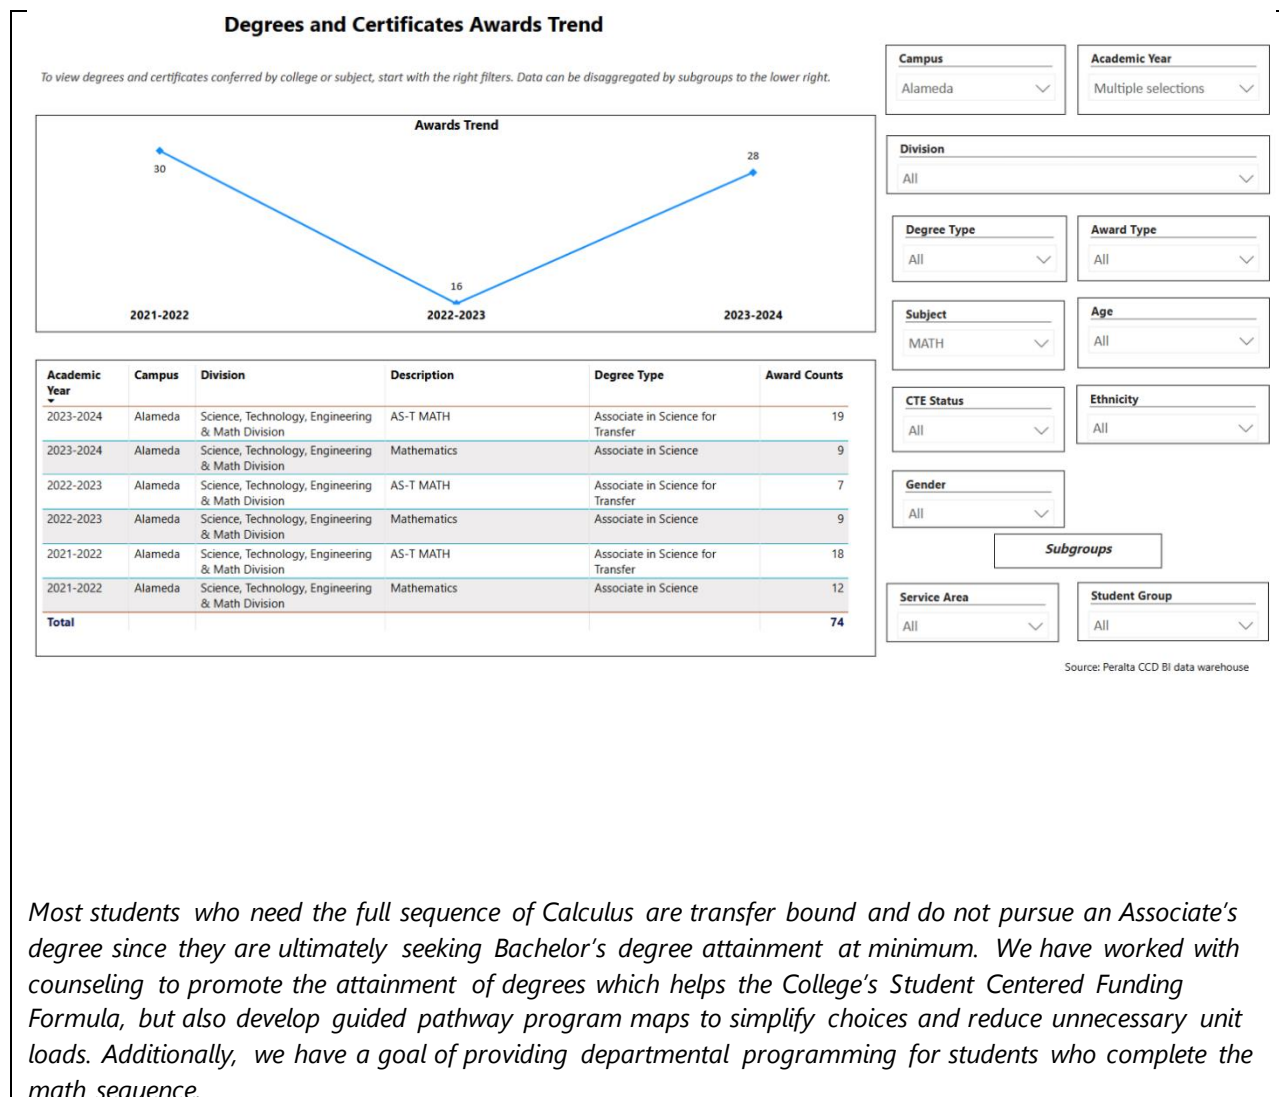 Degrees and Certificates Awards Trend
To view degrees and certificates conferred by college or subject, start with the right filters. Data can be disaggregated by subgroups to the lower right.
Awards Trend
30
28
16
2021-2022
2022-2023
2023-2024
Academic Year
Campus
Division
Description
Degree Type
Award Counts
2023-2024 Alameda Science, Technology, Engineering AS-T MATH Associate in Science for 19
& Math Division Transfer
2023-2024 Alameda Science, Technology, Engineering Mathematics Associate in Science 9
& Math Division
2022-2023 Alameda Science, Technology, Engineering AS-T MATH Associate in Science for 7
& Math Division Transfer
2022-2023 Alameda Science, Technology, Engineering Mathematics Associate in Science 9
& Math Division
2021-2022 Alameda Science, Technology, Engineering AS-T MATH Associate in Science for 18
& Math Division Transfer
2021-2022 Alameda Science, Technology, Engineering Mathematics Associate in Science 12
& Math Division
Total 74
Campus
Alameda
Academic Year
Multiple selections
Division
All
Degree Type
All
Award Type
All
Subject
MATH
Age
All
CTE Status
All
Ethnicity
All
Gender
All
Subgroups
Service Area
All
Student Group
All
Source: Peralta CCD BI data warehouse
Most students who need the full sequence of Calculus are transfer bound and do not pursue an Associate's
degree since they are ultimately seeking Bachelor's degree attainment at minimum. We have worked with
counseling to promote the attainment of degrees which helps the College's Student Centered Funding
Formula, but also develop guided pathway program maps to simplify choices and reduce unnecessary unit
loads. Additionally, we have a goal of providing departmental programming for students who complete the
math sequence.